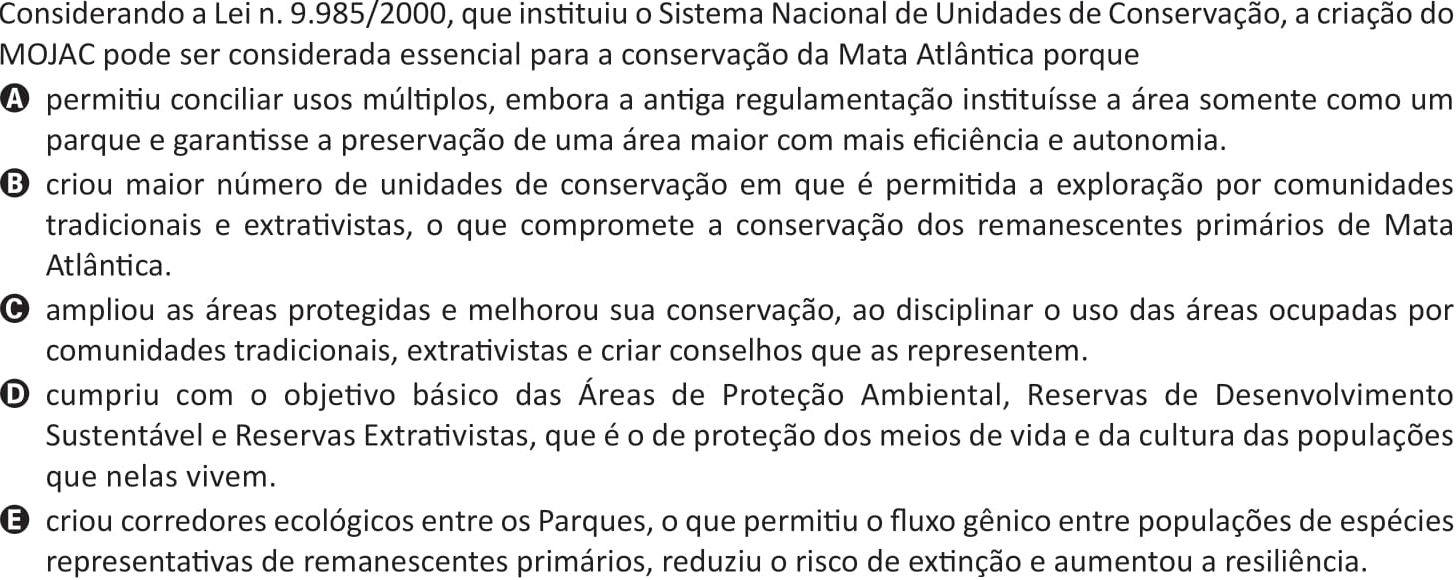 Considerando a Lei n. 9.985/2000, que instituiu o Sistema Nacional de Unidades de Conservação, a criação do
MOJAC pode ser considerada essencial para a conservação da Mata Atlântica porque
A permitiu conciliar usos múltiplos, embora a antiga regulamentação instituísse a área somente como um
parque e garantisse a preservação de uma área maior com mais eficiência e autonomia.
B criou maior número de unidades de conservação em que é permitida a exploração por comunidades
tradicionais e extrativistas, o que compromete a conservação dos remanescentes primários de Mata
Atlântica.
C ampliou as áreas protegidas e melhorou sua conservação, ao disciplinar o uso das áreas ocupadas por
comunidades tradicionais, extrativistas e criar conselhos que as representem.
D cumpriu com o objetivo básico das Áreas de Proteção Ambiental, Reservas de Desenvolvimento
Sustentável e Reservas Extrativistas, que é o de proteção dos meios de vida e da cultura das populações
que nelas vivem.
E criou corredores ecológicos entre os Parques, o que permitiu o fluxo gênico entre populações de espécies
representativas de remanescentes primários, reduziu o risco de extinção e aumentou a resiliência.